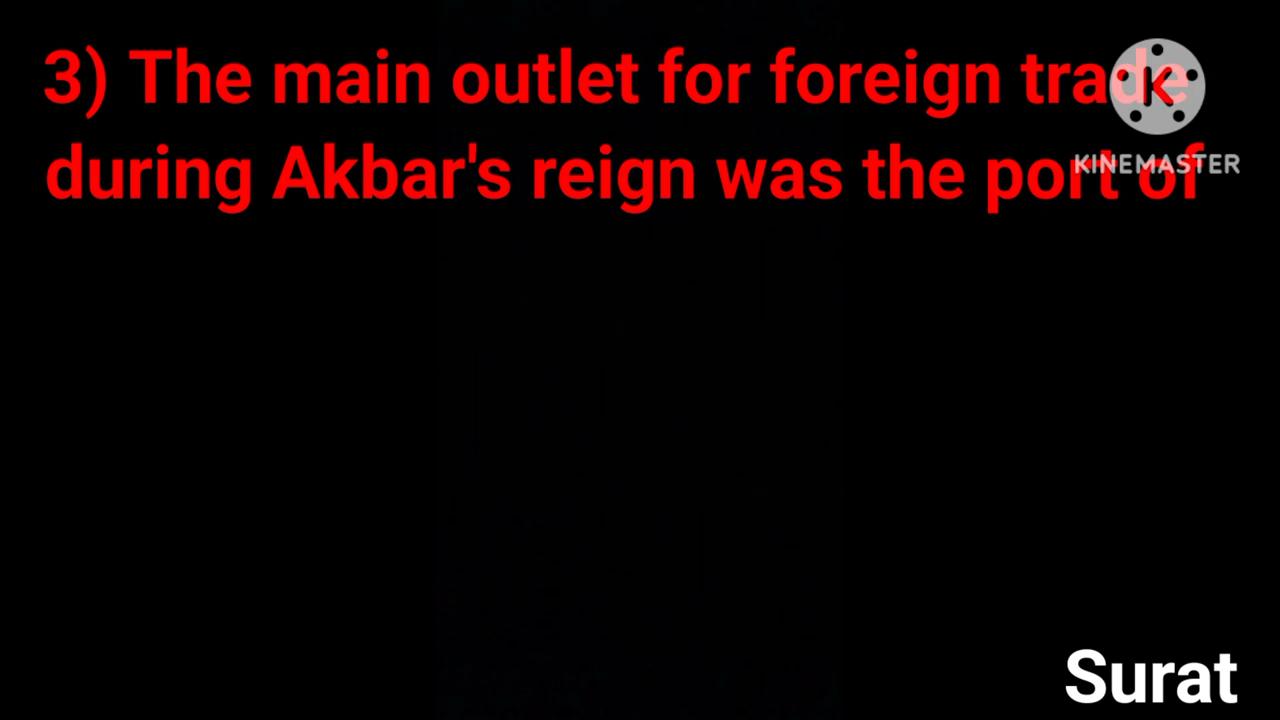 3) The main outlet for foreign trade
during Akbar's reign was the port of
K
KINEMASTER
Surat